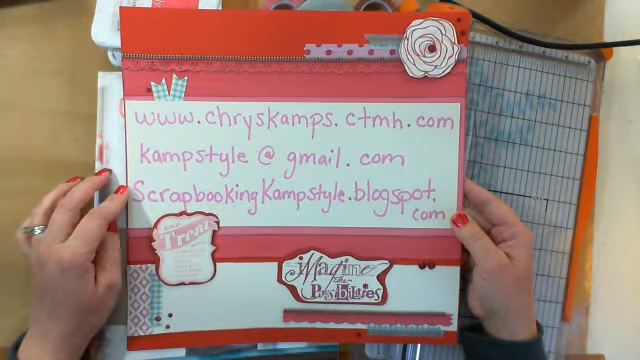 www.chryskamps.ctmh.com
kampstyle@gmail.com
ScrapbookingKampstyle.blogspot.
com
Treat
iMagine
the
Possibilities